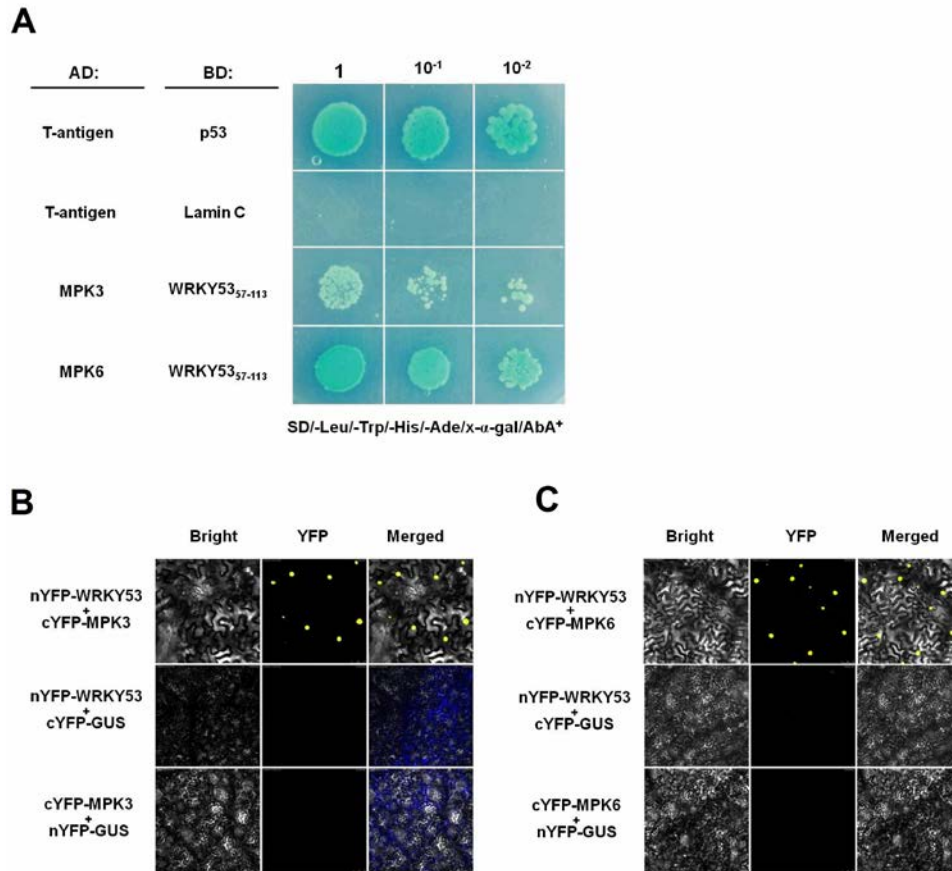 A
AD: BD: 1 10⁻¹ 10⁻²
T-antigen p53
T-antigen Lamin C
MPK3 WRKY53₅₇₋₁₁₃
MPK6 WRKY53₅₇₋₁₁₃
SD/-Leu/-Trp/-His/-Ade/x-α-gal/AbA⁺
B
Bright YFP Merged
nYFP-WRKY53
+
cYFP-MPK3
nYFP-WRKY53
+
cYFP-GUS
cYFP-MPK3
+
nYFP-GUS
C
Bright YFP Merged
nYFP-WRKY53
+
cYFP-MPK6
nYFP-WRKY53
+
cYFP-GUS
cYFP-MPK6
+
nYFP-GUS